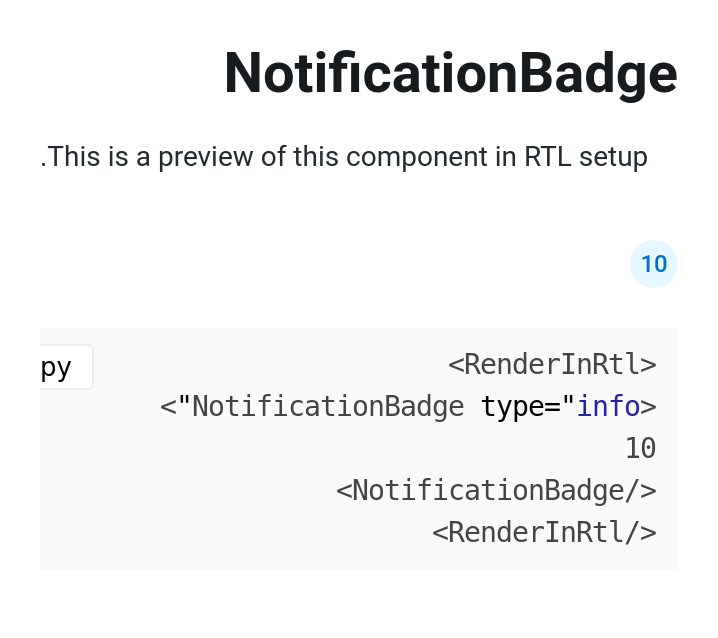 NotificationBadge
.This is a preview of this component in RTL setup
10
py
<RenderInRtl>
<"NotificationBadge type="info>
10
<NotificationBadge/>
<RenderInRtl/>